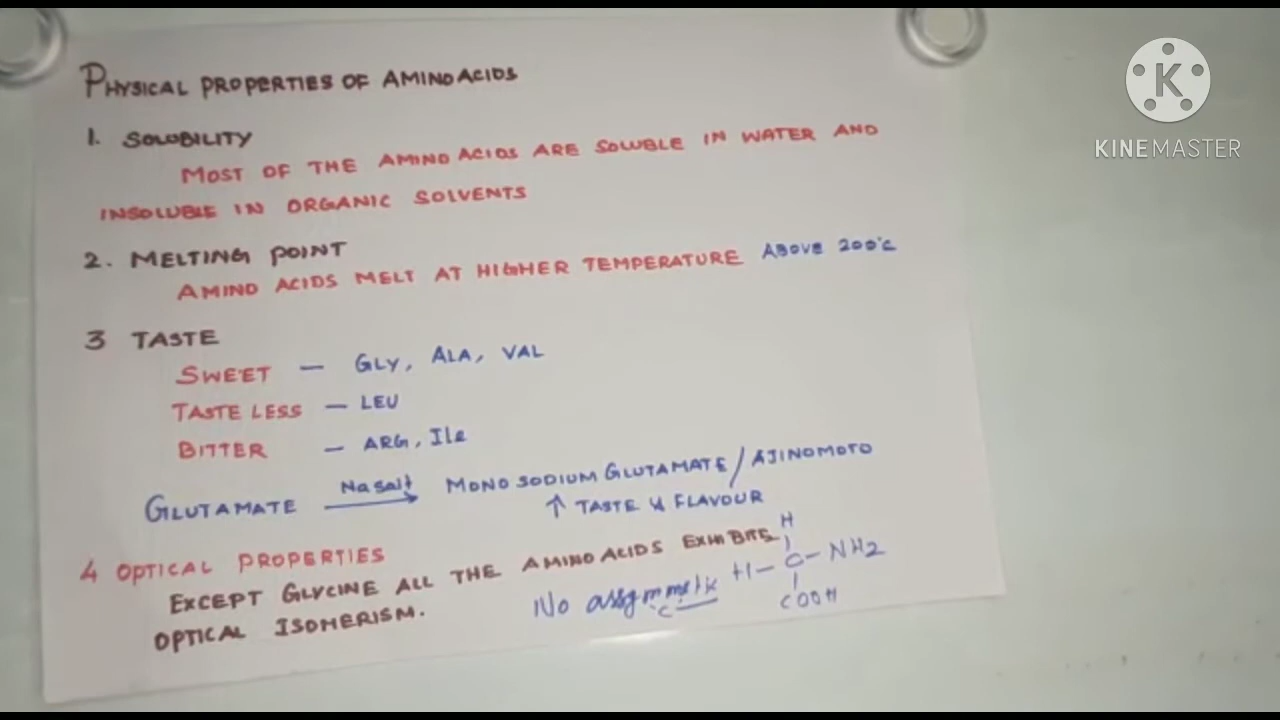 PHYSICAL PROPERTIES OF AMINO ACIDS
1. SOLUBILITY
MOST OF THE AMINO ACIDS ARE SOLUBLE IN WATER AND
INSOLUBLE IN ORGANIC SOLVENTS
2. MELTING POINT
AMINO ACIDS MELT AT HIGHER TEMPERATURE ABOVE 200°C
3 TASTE
SWEET — GLY, ALA, VAL
TASTE LESS — LEU
BITTER — ARG, Ile
GLUTAMATE Na salt → MONO SODIUM GLUTAMATE / AJINOMOTO
↑ TASTE & FLAVOUR
4 OPTICAL PROPERTIES
EXCEPT GLYCINE ALL THE AMINO ACIDS EXHIBITS
OPTICAL ISOMERISM.
No assymmetric C
H
H — C — NH2
COOH
K
KINEMASTER